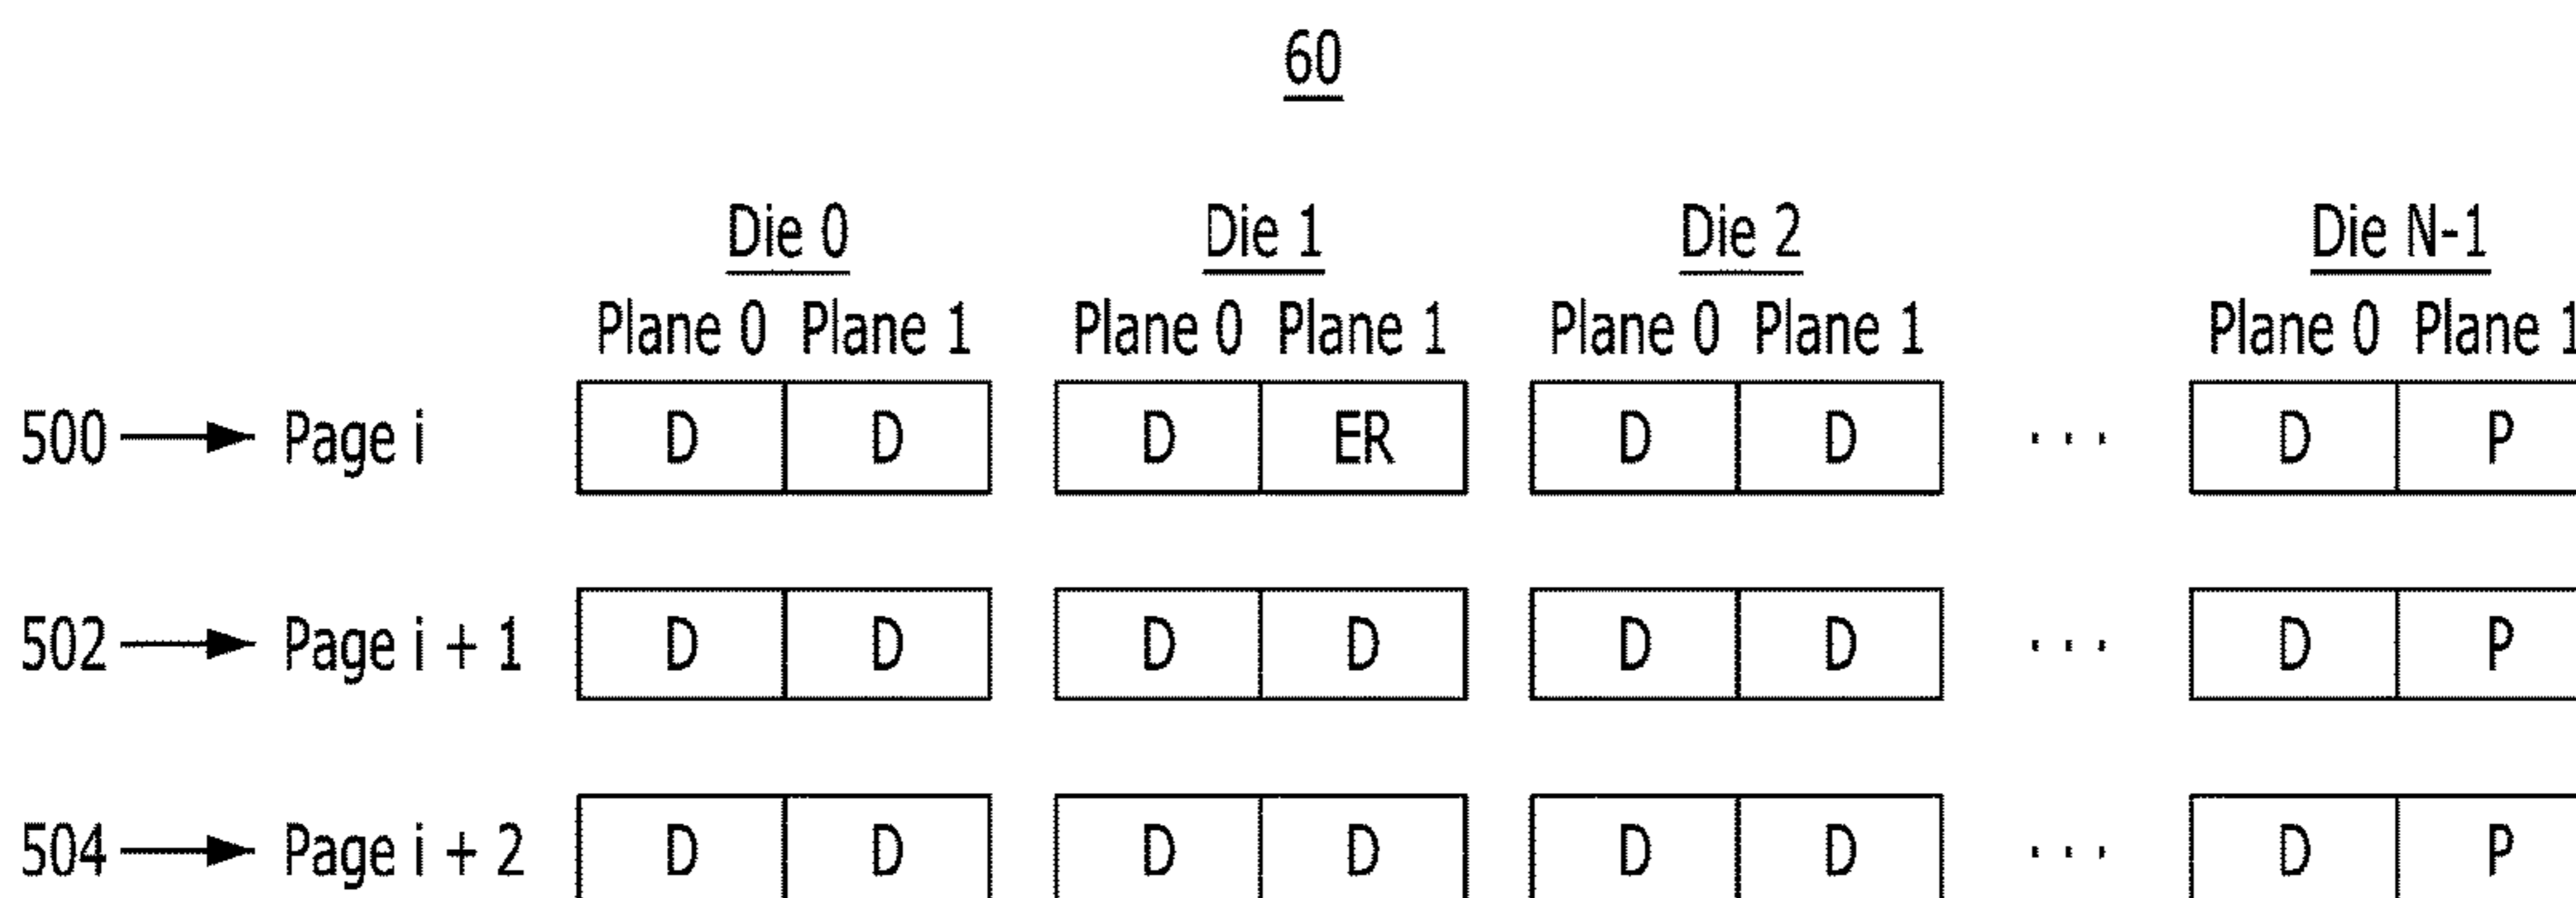 60
Die 0 Die 1 Die 2 Die N-1
Plane 0 Plane 1 Plane 0 Plane 1 Plane 0 Plane 1 Plane 0 Plane 1
500 Page i D D D ER D D ... D P
502 Page i + 1 D D D D D D ... D P
504 Page i + 2 D D D D D D ... D P